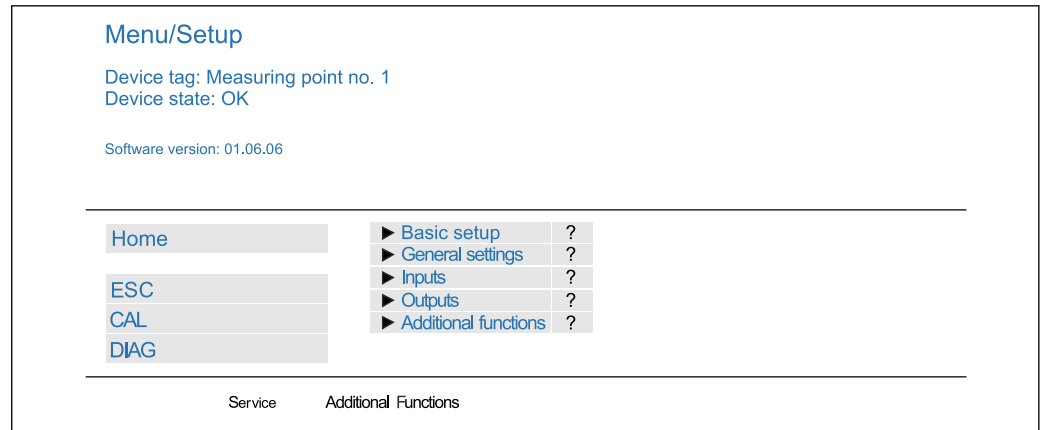 Menu/Setup
Device tag: Measuring point no. 1
Device state: OK
Software version: 01.06.06
Home
ESC
CAL
DIAG
► Basic setup ?
► General settings ?
► Inputs ?
► Outputs ?
► Additional functions ?
Service Additional Functions